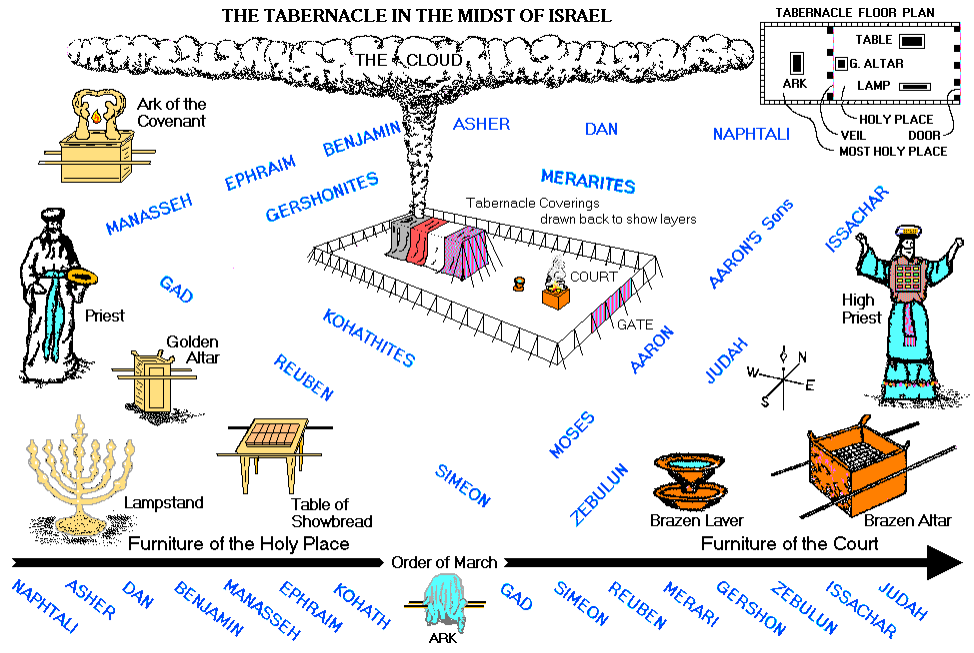 THE TABERNACLE IN THE MIDST OF ISRAEL
TABERNACLE FLOOR PLAN
TABLE
G. ALTAR
ARK
LAMP
HOLY PLACE
VEIL
DOOR
MOST HOLY PLACE
THE CLOUD
Ark of the
Covenant
MANASSEH
EPHRAIM
BENJAMIN
ASHER
DAN
NAPHTALI
GERSHONITES
MERARITES
Tabernacle Coverings
drawn back to show layers
AARON'S Sons
ISSACHAR
GAD
COURT
GATE
Priest
High
Priest
KOHATHITES
AARON
JUDAH
N
W
E
S
Golden
Altar
REUBEN
MOSES
SIMEON
ZEBULUN
Lampstand
Table of
Showbread
Brazen Laver
Brazen Altar
Furniture of the Holy Place
Furniture of the Court
Order of March
NAPHTALI
ASHER
DAN
BENJAMIN
MANASSEH
EPHRAIM
KOHATH
ARK
GAD
SIMEON
REUBEN
MERARI
GERSHON
ZEBULUN
ISSACHAR
JUDAH